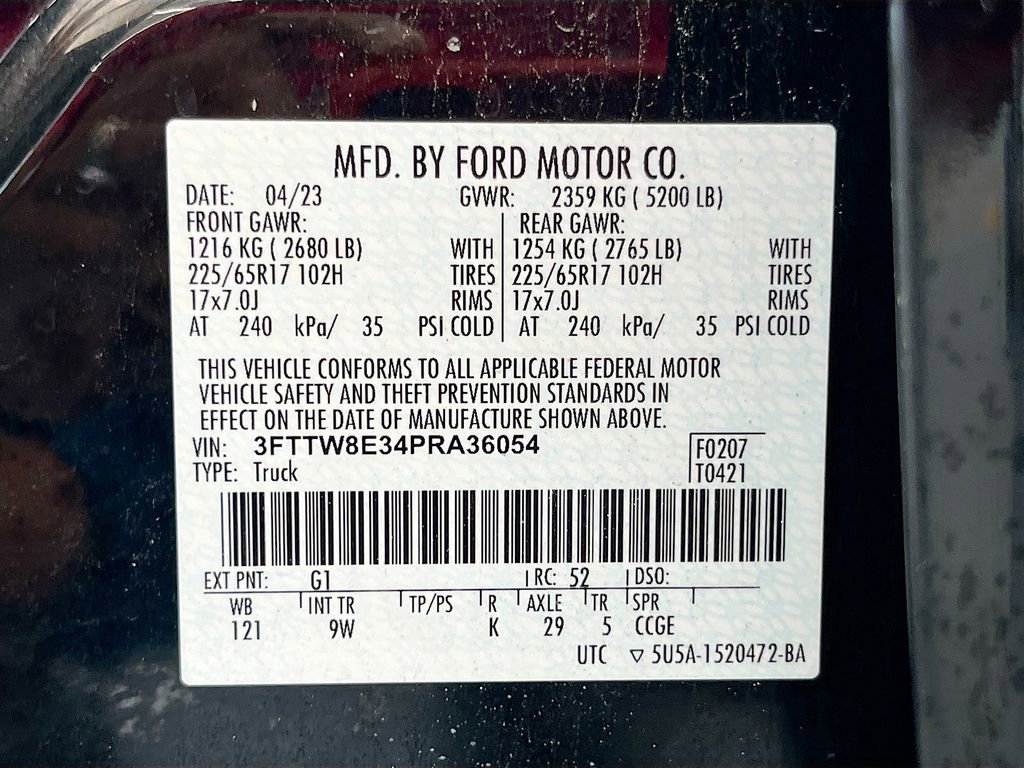 MFD. BY FORD MOTOR CO.
DATE: 04/23 GVWR: 2359 KG ( 5200 LB)
FRONT GAWR: REAR GAWR:
1216 KG ( 2680 LB) WITH 1254 KG ( 2765 LB) WITH
225/65R17 102H TIRES 225/65R17 102H TIRES
17x7.0J RIMS 17x7.0J RIMS
AT 240 kPa/ 35 PSI COLD AT 240 kPa/ 35 PSI COLD
THIS VEHICLE CONFORMS TO ALL APPLICABLE FEDERAL MOTOR
VEHICLE SAFETY AND THEFT PREVENTION STANDARDS IN
EFFECT ON THE DATE OF MANUFACTURE SHOWN ABOVE.
VIN: 3FTTW8E34PRA36054 F0207
TYPE: Truck T0421
EXT PNT: G1 RC: 52 DSO:
WB INT TR TP/PS R AXLE TR SPR
121 9W K 29 5 CCGE
UTC ▽ 5U5A-1520472-BA